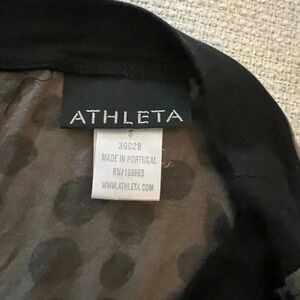 ATHLETA
S
39028
MADE IN PORTUGAL
RN#109663
WWW.ATHLETA.COM